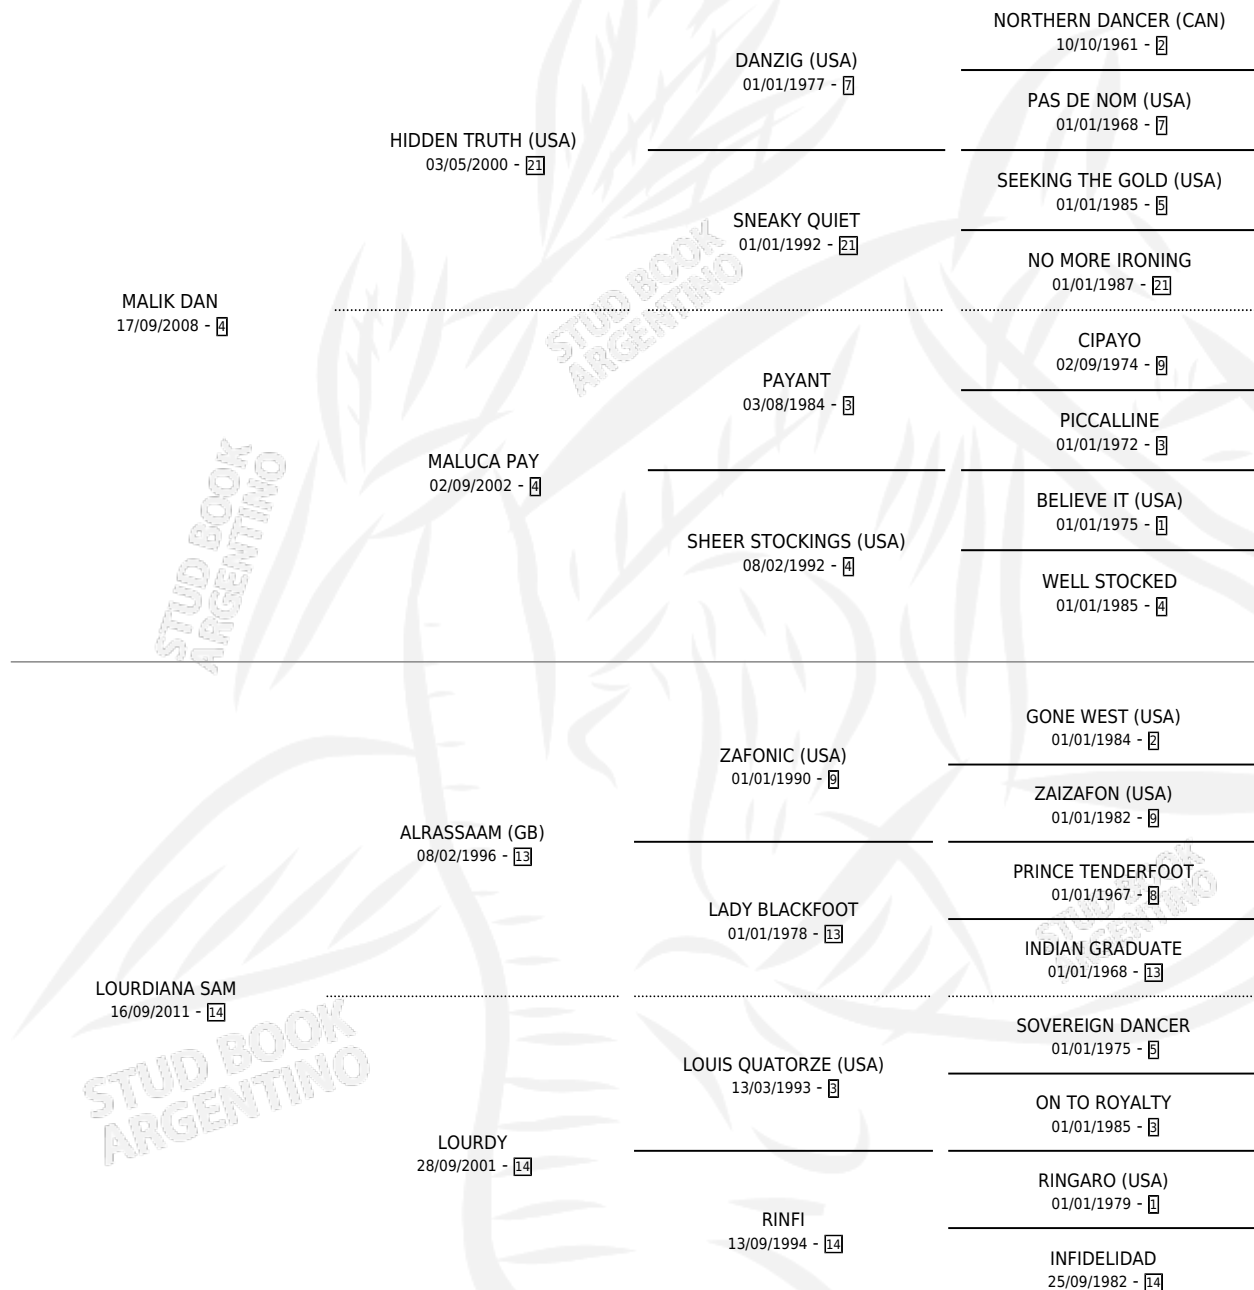 NORTHERN DANCER (CAN)
10/10/1961 - 2
DANZIG (USA)
01/01/1977 - 7
PAS DE NOM (USA)
01/01/1968 - 7
HIDDEN TRUTH (USA)
03/05/2000 - 21
SEEKING THE GOLD (USA)
01/01/1985 - 5
SNEAKY QUIET
01/01/1992 - 21
NO MORE IRONING
01/01/1987 - 21
MALIK DAN
17/09/2008 - 4
CIPAYO
02/09/1974 - 9
PAYANT
03/08/1984 - 3
PICCALLINE
01/01/1972 - 3
MALUCA PAY
02/09/2002 - 4
BELIEVE IT (USA)
01/01/1975 - 1
SHEER STOCKINGS (USA)
08/02/1992 - 4
WELL STOCKED
01/01/1985 - 4
GONE WEST (USA)
01/01/1984 - 2
ZAFONIC (USA)
01/01/1990 - 9
ZAIZAFON (USA)
01/01/1982 - 9
ALRASSAAM (GB)
08/02/1996 - 13
PRINCE TENDERFOOT
01/01/1967 - 8
LADY BLACKFOOT
01/01/1978 - 13
INDIAN GRADUATE
01/01/1968 - 13
LOURDIANA SAM
16/09/2011 - 14
SOVEREIGN DANCER
01/01/1975 - 5
LOUIS QUATORZE (USA)
13/03/1993 - 3
ON TO ROYALTY
01/01/1985 - 3
LOURDY
28/09/2001 - 14
RINGARO (USA)
01/01/1979 - 1
RINFI
13/09/1994 - 14
INFIDELIDAD
25/09/1982 - 14
STUD BOOK
ARGENTINO
STUD BOOK
ARGENTINO
STUD BOOK
ARGENTINO
STUD BOOK
ARGENTINO